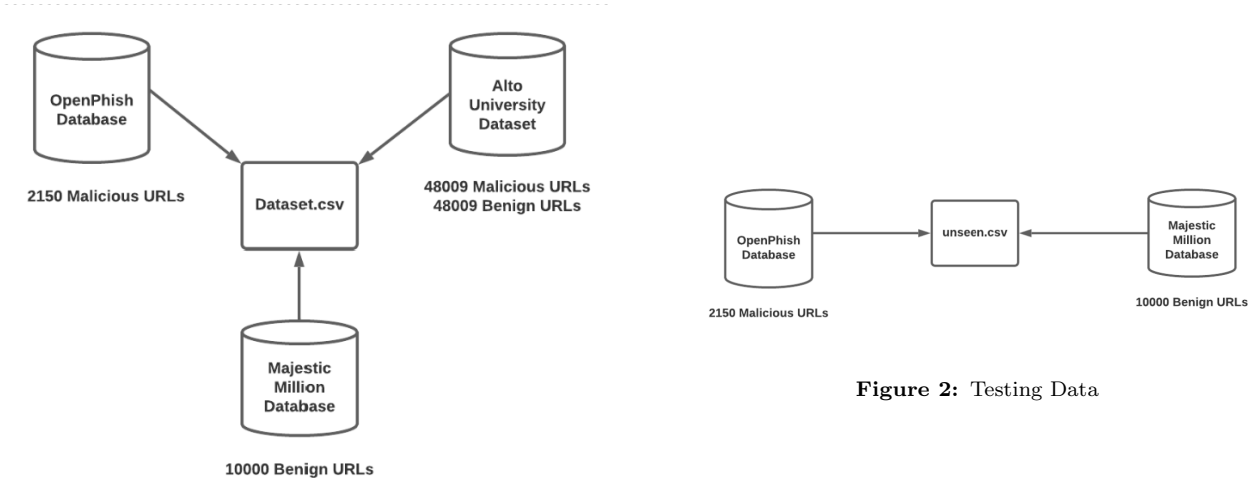 OpenPhish
Database
2150 Malicious URLs
Alto
University
Dataset
48009 Malicious URLs
48009 Benign URLs
Dataset.csv
Majestic
Million
Database
10000 Benign URLs
OpenPhish
Database
2150 Malicious URLs
unseen.csv
Majestic
Million
Database
10000 Benign URLs
Figure 2: Testing Data